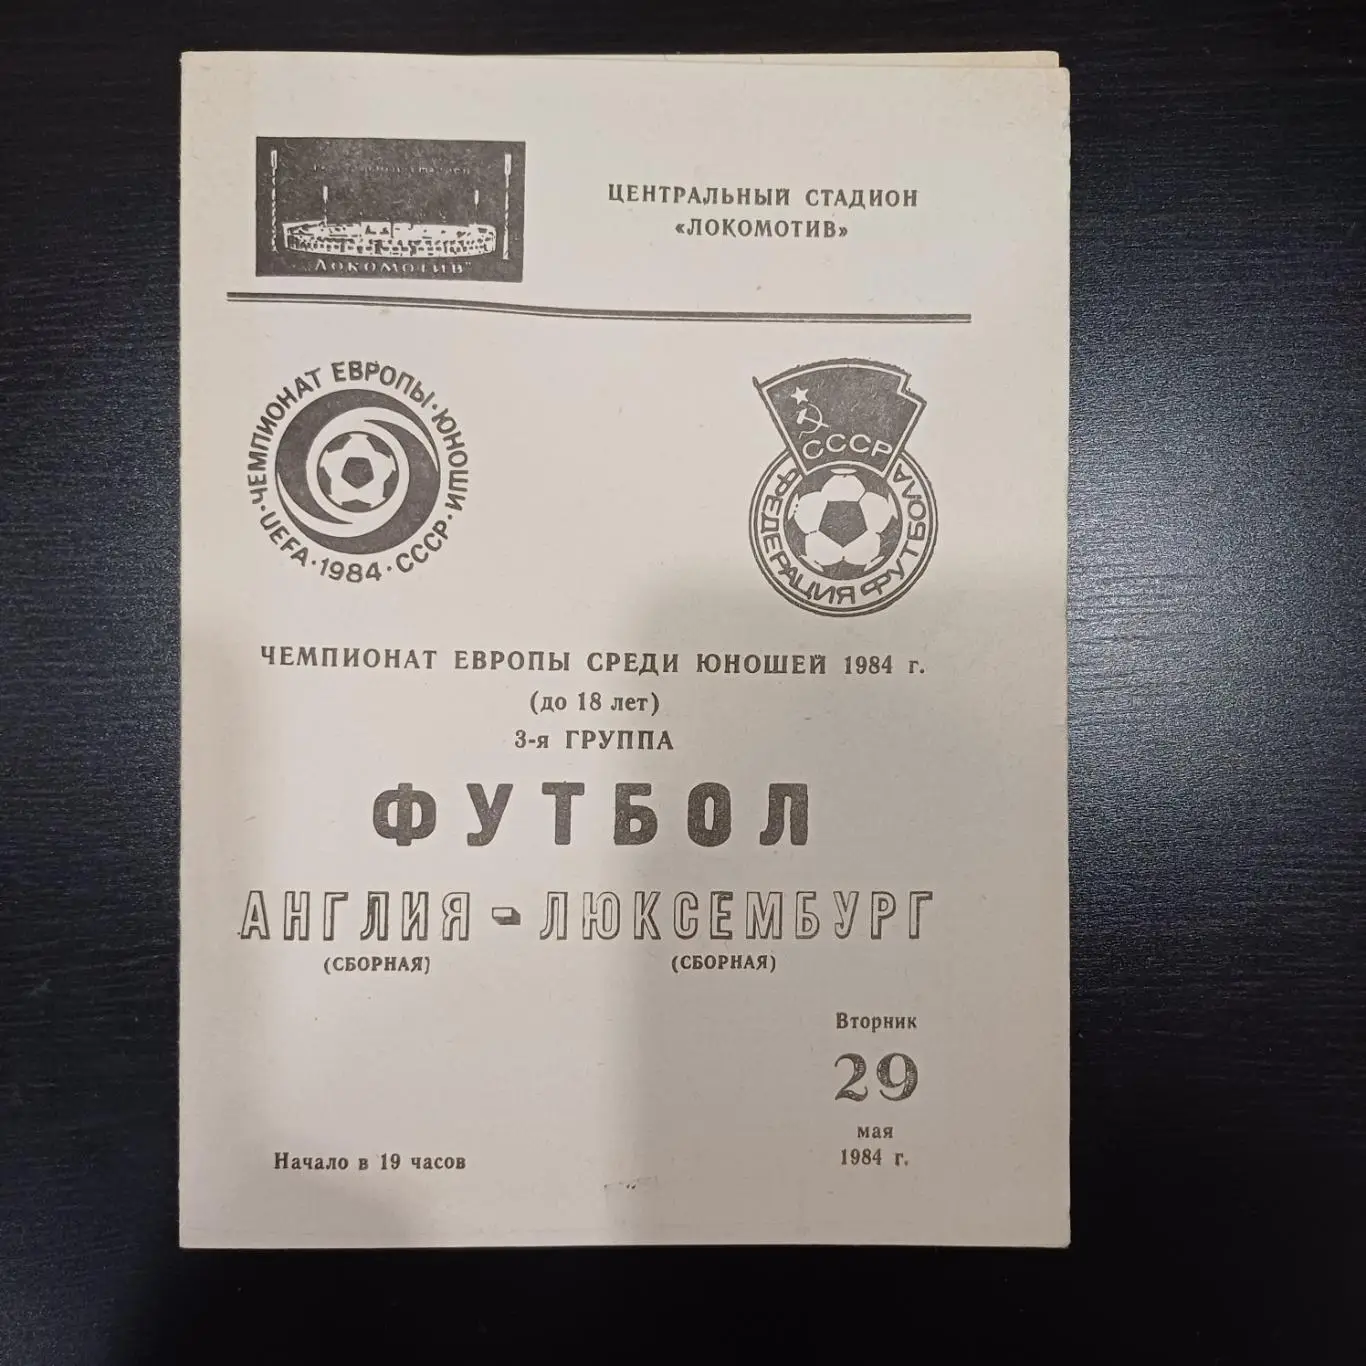 ЦЕНТРАЛЬНЫЙ СТАДИОН
«ЛОКОМОТИВ»
"ЛОКОМОТИВ"
ЧЕМПИОНАТ ЕВРОПЫ · ЮНОШИ · СССР · 1984 · UEFA ·
СССР
ФЕДЕРАЦИЯ ФУТБОЛА
ЧЕМПИОНАТ ЕВРОПЫ СРЕДИ ЮНОШЕЙ 1984 г.
(до 18 лет)
3-я ГРУППА
ФУТБОЛ
АНГЛИЯ - ЛЮКСЕМБУРГ
(СБОРНАЯ) (СБОРНАЯ)
Вторник
29
мая
1984 г.
Начало в 19 часов